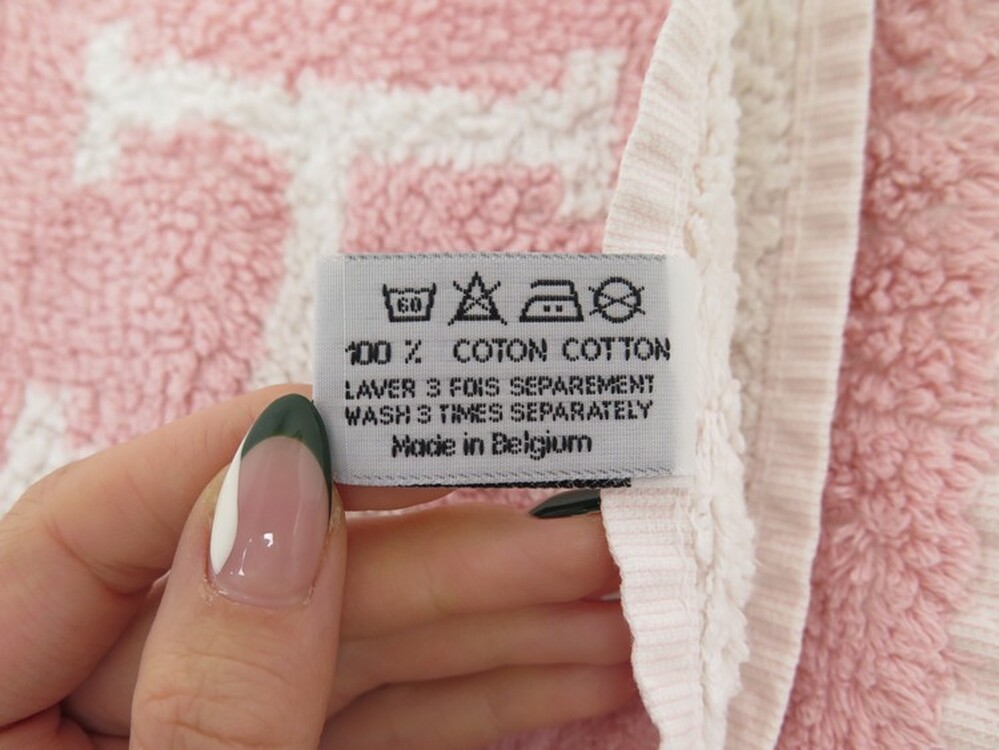 60
100 % COTON COTTON
LAVER 3 FOIS SEPAREMENT
WASH 3 TIMES SEPARATELY
Made in Belgium